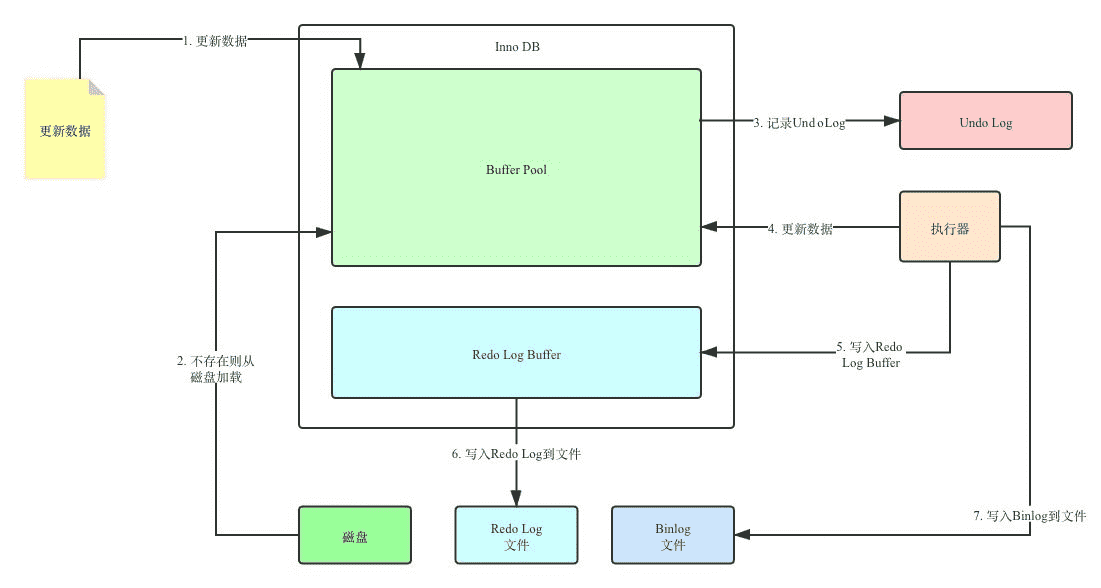 1. 更新数据
Inno DB
更新数据
Buffer Pool
3. 记录UndoLog
Undo Log
4. 更新数据
执行器
2. 不存在则从
磁盘加载
Redo Log Buffer
5. 写入Redo
Log Buffer
6. 写入Redo Log到文件
7. 写入Binlog到文件
磁盘
Redo Log
文件
Binlog
文件